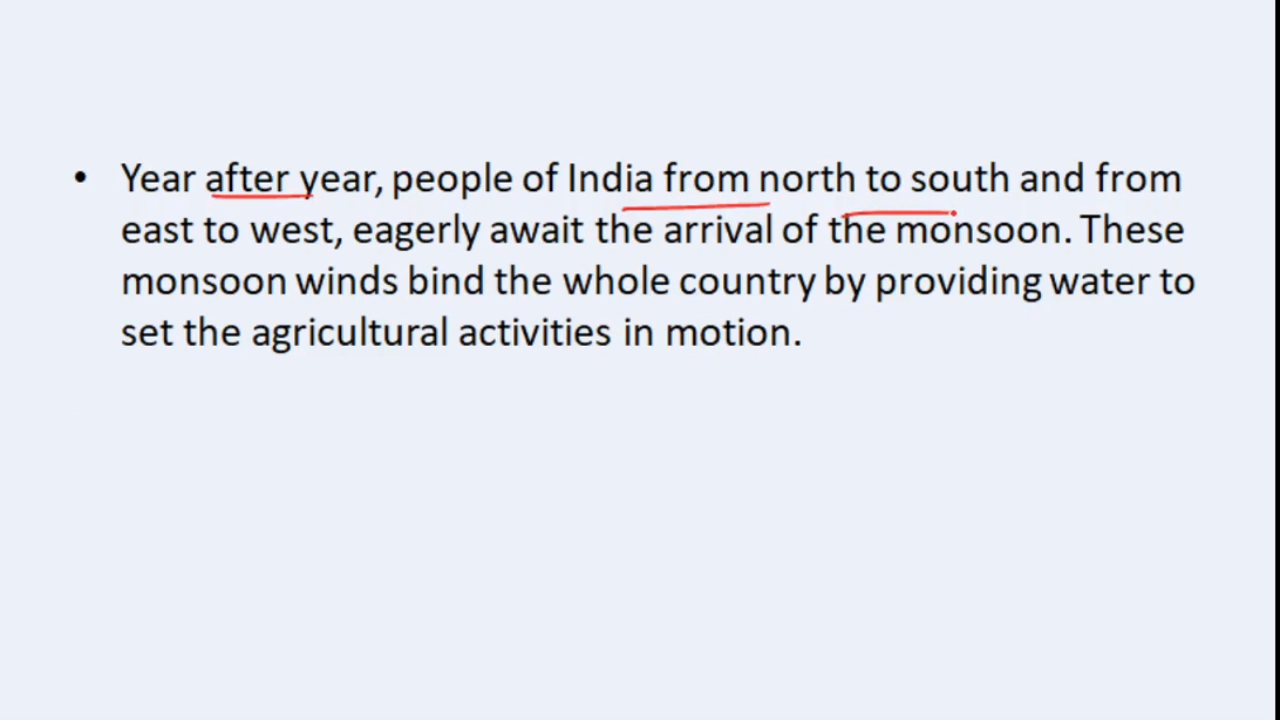 • Year after year, people of India from north to south and from
east to west, eagerly await the arrival of the monsoon. These
monsoon winds bind the whole country by providing water to
set the agricultural activities in motion.